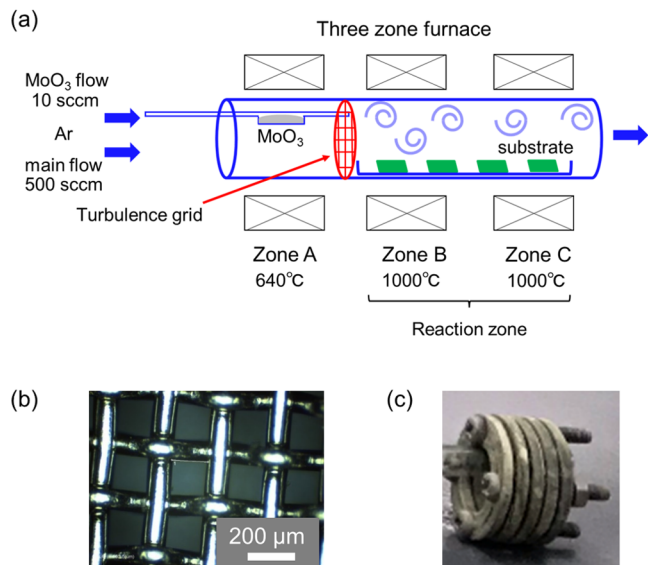 (a)
Three zone furnace
MoO₃ flow
10 sccm
Ar
main flow
500 sccm
MoO₃
substrate
Turbulence grid
Zone A
640℃
Zone B
1000℃
Zone C
1000℃
Reaction zone
(b)
200 μm
(c)